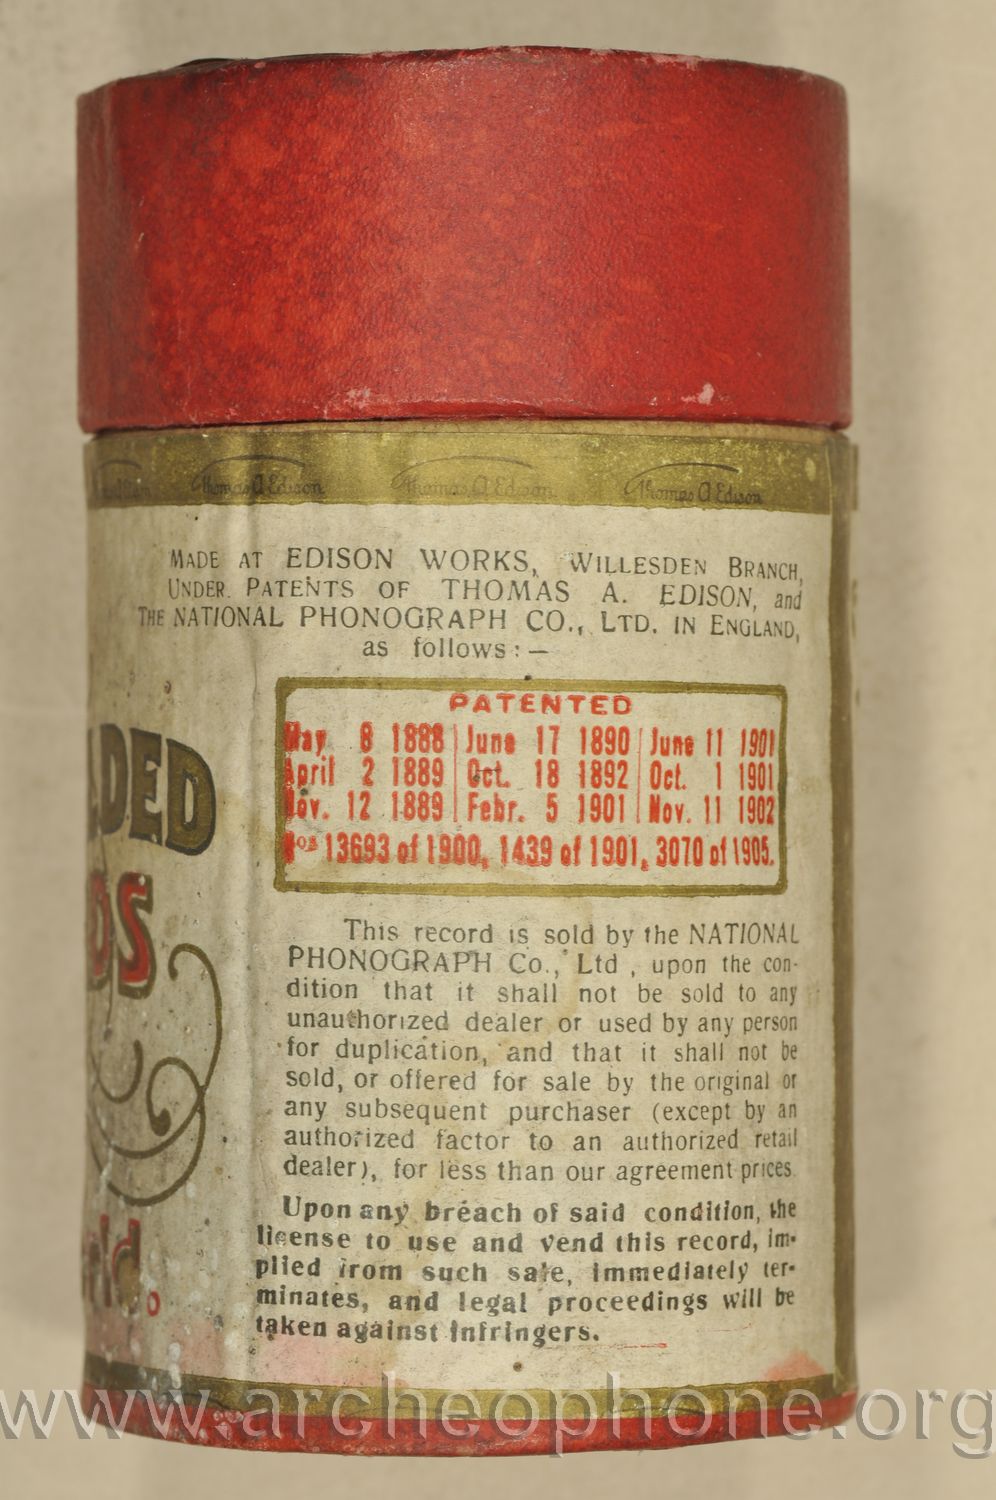 Thomas A Edison Thomas A Edison Thomas A Edison
MADE AT EDISON WORKS, WILLESDEN BRANCH,
UNDER PATENTS OF THOMAS A. EDISON, and
THE NATIONAL PHONOGRAPH CO., LTD. IN ENGLAND,
as follows: —
PATENTED
May 8 1888 June 17 1890 June 11 1901
April 2 1889 Oct. 18 1892 Oct. 1 1901
Nov. 12 1889 Febr. 5 1901 Nov. 11 1902
Nos 13693 of 1900, 1439 of 1901, 3070 of 1905.
LDED
DS
rld.
This record is sold by the NATIONAL
PHONOGRAPH Co., Ltd, upon the con-
dition that it shall not be sold to any
unauthorized dealer or used by any person
for duplication, and that it shall not be
sold, or offered for sale by the original or
any subsequent purchaser (except by an
authorized factor to an authorized retail
dealer), for less than our agreement prices
Upon any breach of said condition, the
license to use and vend this record, im-
plied from such sale, immediately ter-
minates, and legal proceedings will be
taken against infringers.
www.archeophone.org